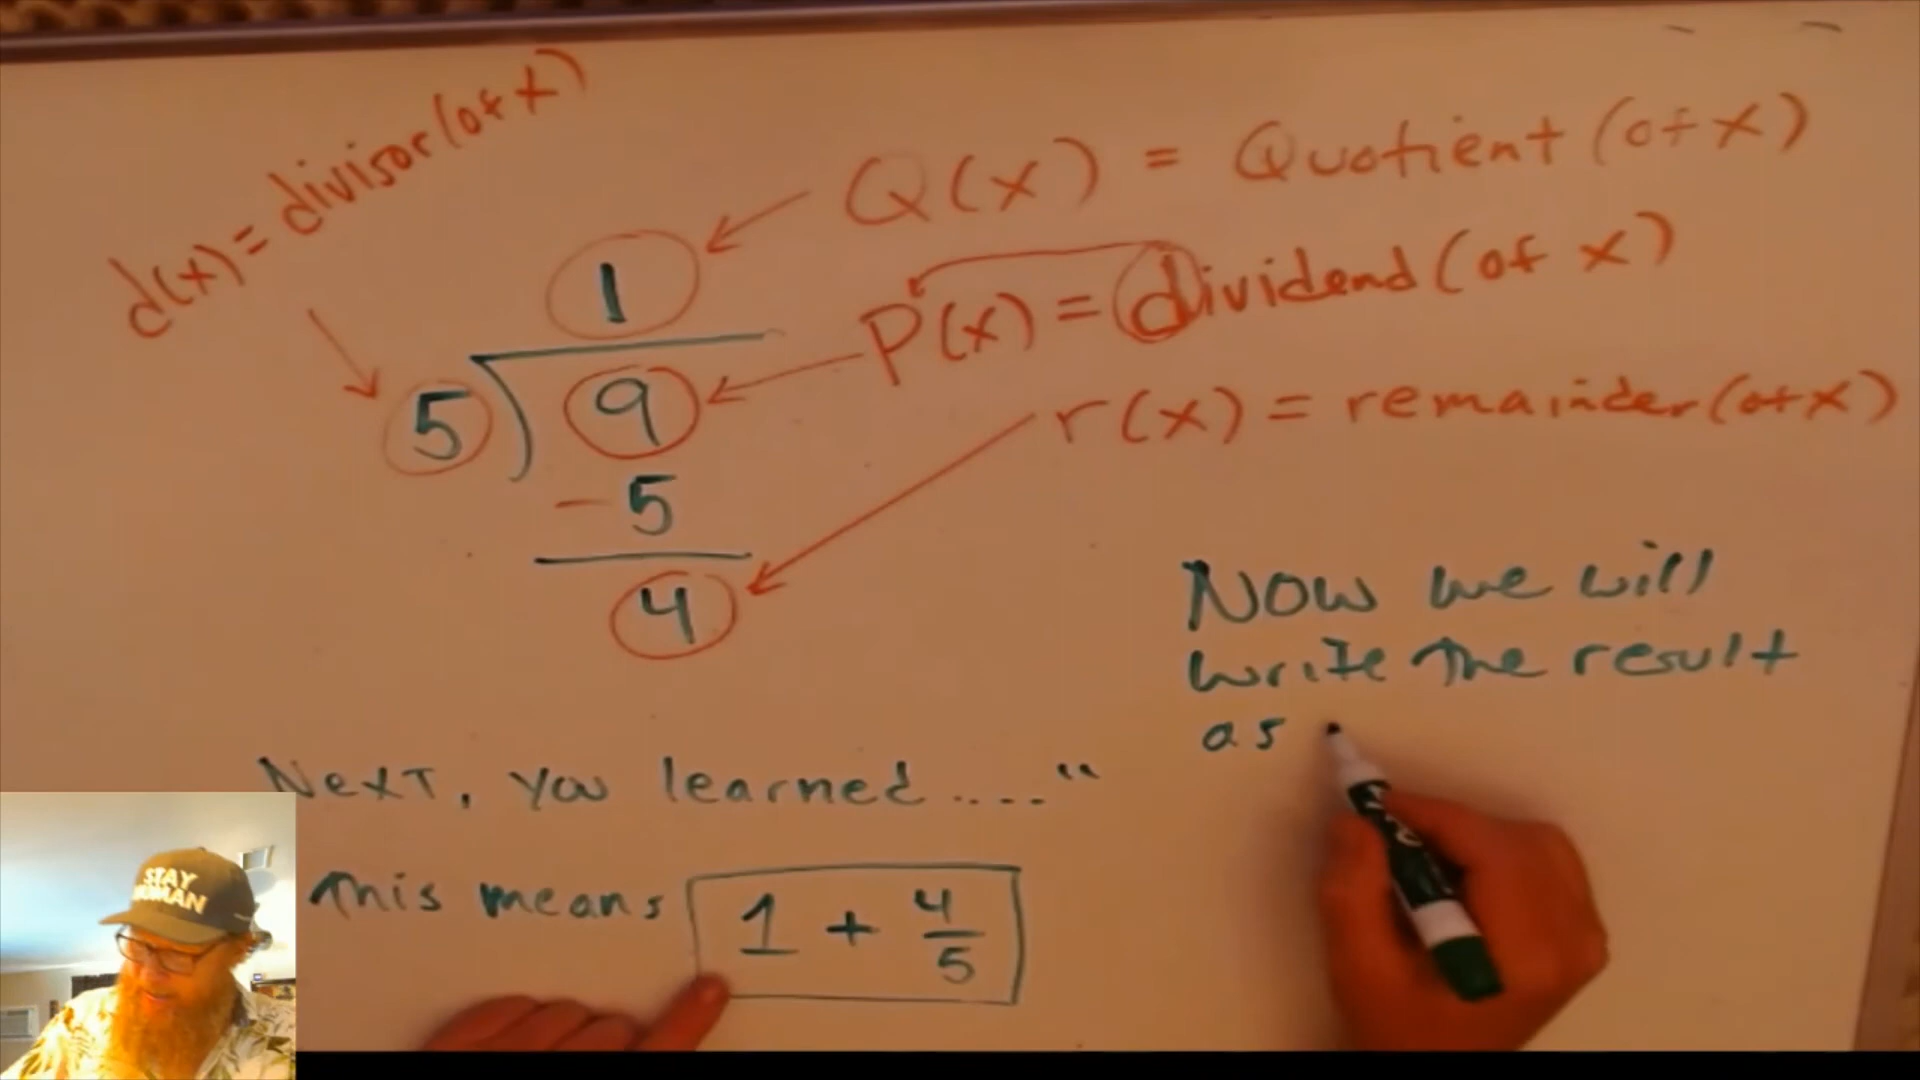 d(x) = divisor (of x)
Q(x) = Quotient (of x)
1
P(x) = dividend (of x)
5 9
r(x) = remainder (of x)
- 5
4
Now we will
write the result
as
Next, you learned .... "
This means 1 + 4/5
STAY